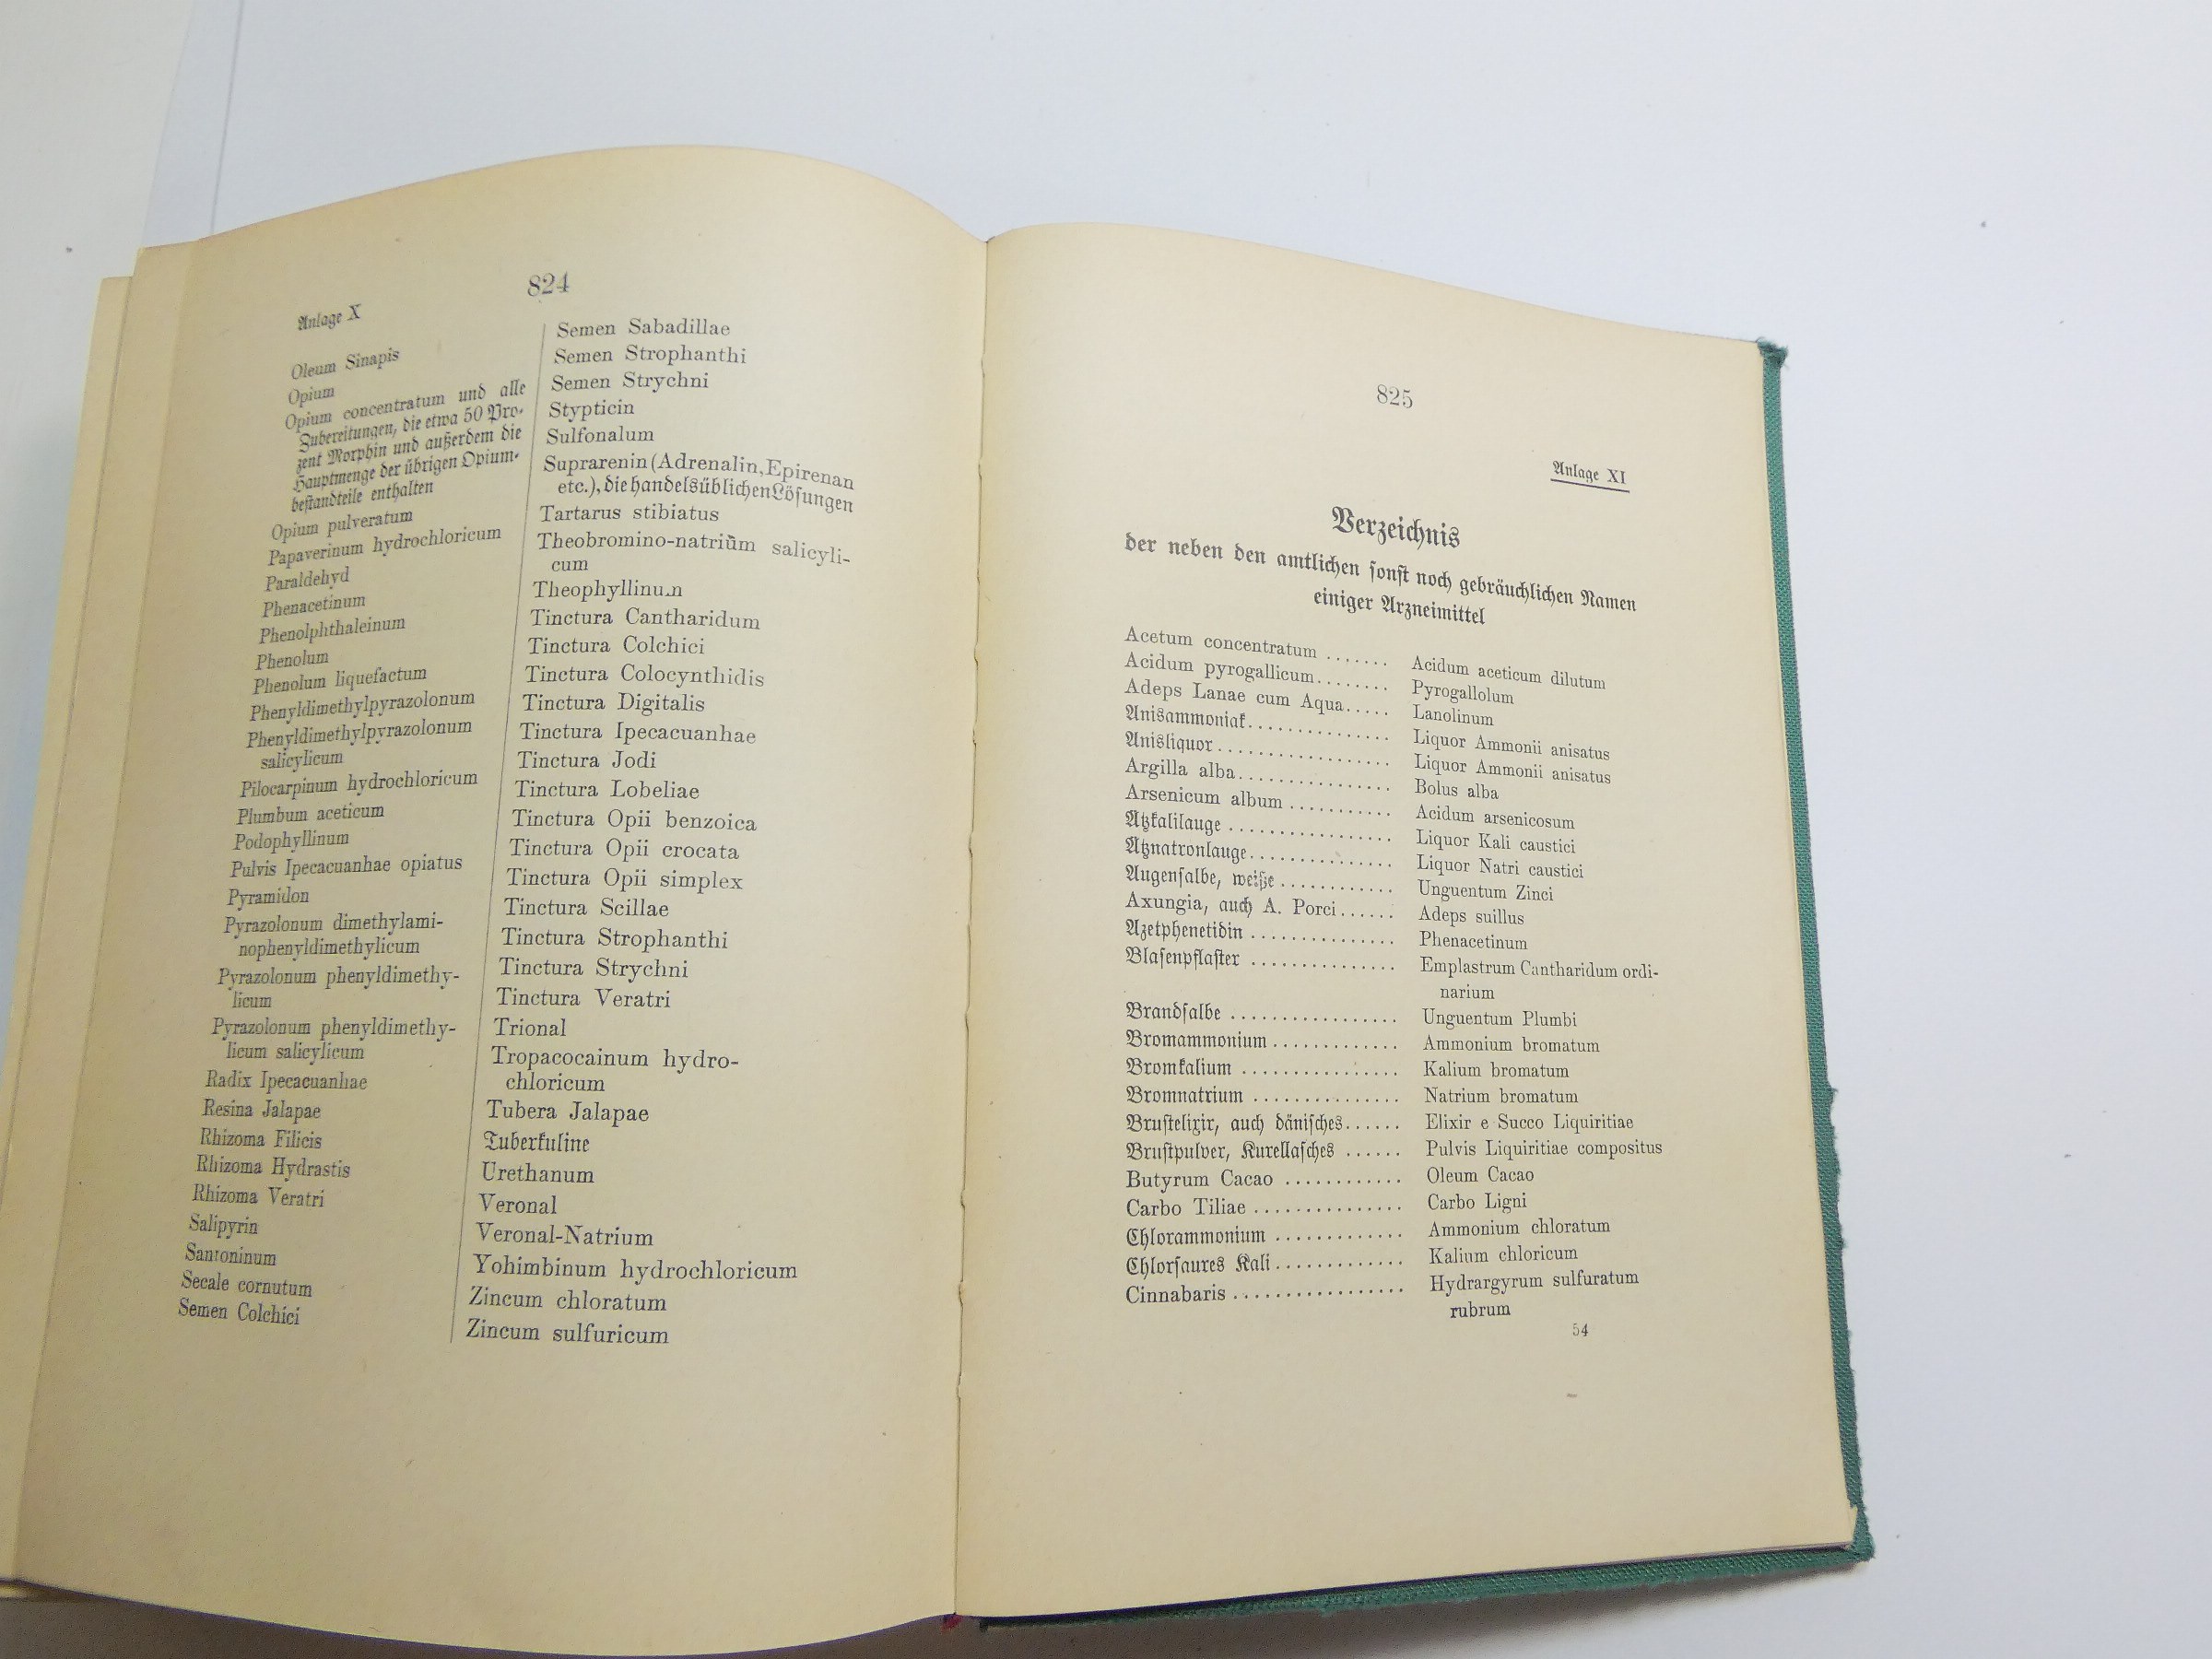 824
Anlage X
Oleum Sinapis
Opium
Opium concentratum und alle
Zubereitungen, die etwa 50 Pro-
zent Morphin und außerdem die
Hauptmenge der übrigen Opium-
bestandteile enthalten
Opium pulveratum
Papaverinum hydrochloricum
Paraldehyd
Phenacetinum
Phenolphthaleinum
Phenolum
Phenolum liquefactum
Phenyldimethylpyrazolonum
Phenyldimethylpyrazolonum
salicylicum
Pilocarpinum hydrochloricum
Plumbum aceticum
Podophyllinum
Pulvis Ipecacuanhae opiatus
Pyramidon
Pyrazolonum dimethylami-
nophenyldimethylicum
Pyrazolonum phenyldimethy-
licum
Pyrazolonum phenyldimethy-
licum salicylicum
Radix Ipecacuanhae
Resina Jalapae
Rhizoma Filicis
Rhizoma Hydrastis
Rhizoma Veratri
Salipyrin
Santoninum
Secale cornutum
Semen Colchici
Semen Sabadillae
Semen Strophanthi
Semen Strychni
Stypticin
Sulfonalum
Suprarenin (Adrenalin, Epirenan
etc.), die handelsüblichen Lösungen
Tartarus stibiatus
Theobromino-natrium salicyli-
cum
Theophyllinum
Tinctura Cantharidum
Tinctura Colchici
Tinctura Colocynthidis
Tinctura Digitalis
Tinctura Ipecacuanhae
Tinctura Jodi
Tinctura Lobeliae
Tinctura Opii benzoica
Tinctura Opii crocata
Tinctura Opii simplex
Tinctura Scillae
Tinctura Strophanthi
Tinctura Strychni
Tinctura Veratri
Trional
Tropacocainum hydro-
chloricum
Tubera Jalapae
Tuberkuline
Urethanum
Veronal
Veronal-Natrium
Yohimbinum hydrochloricum
Zincum chloratum
Zincum sulfuricum
825
Anlage XI
Verzeichnis
der neben den amtlichen sonst noch gebräuchlichen Namen
einiger Arzneimittel
Acetum concentratum ....... Acidum aceticum dilutum
Acidum pyrogallicum........ Pyrogallolum
Adeps Lanae cum Aqua..... Lanolinum
Anisammoniak.............. Liquor Ammonii anisatus
Anisliquor................. Liquor Ammonii anisatus
Argilla alba............... Bolus alba
Arsenicum album .......... Acidum arsenicosum
Ätzkalilauge ................ Liquor Kali caustici
Ätznatronlauge.............. Liquor Natri caustici
Augensalbe, weiße ............ Unguentum Zinci
Axungia, auch A. Porci...... Adeps suillus
Azetphenetidin .............. Phenacetinum
Blasenpflaster .............. Emplastrum Cantharidum ordi-
narium
Brandsalbe ................. Unguentum Plumbi
Bromammonium............. Ammonium bromatum
Bromkalium ................ Kalium bromatum
Bromnatrium ............... Natrium bromatum
Brustelixir, auch dänisches...... Elixir e Succo Liquiritiae
Brustpulver, Kurellasches ...... Pulvis Liquiritiae compositus
Butyrum Cacao ............ Oleum Cacao
Carbo Tiliae ............... Carbo Ligni
Chlorammonium ............. Ammonium chloratum
Chlorsaures Kali............. Kalium chloricum
Cinnabaris ................. Hydrargyrum sulfuratum
rubrum
54